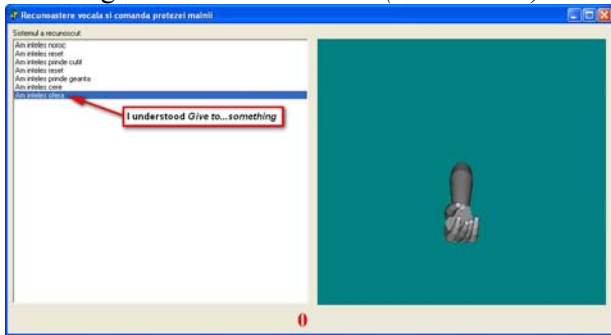 Recunoastere vocala si comanda protezei mainii
Sistemul a recunoscut:
Am inteles noroc
Am inteles reset
Am inteles prinde cutit
Am inteles reset
Am inteles prinde geanta
Am inteles cere
Am inteles ofera
I understood Give to...something
0